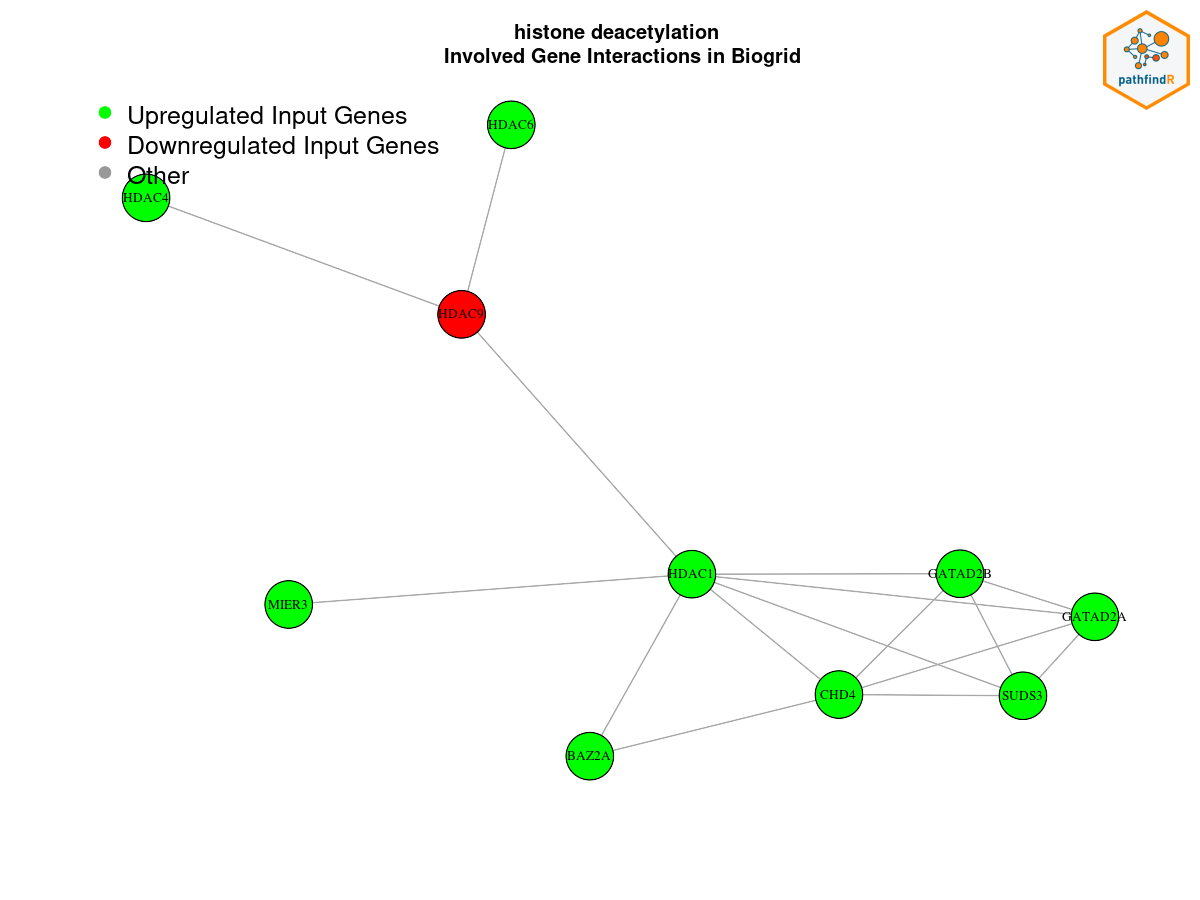 histone deacetylation
Involved Gene Interactions in Biogrid
pathfindR
Upregulated Input Genes
Downregulated Input Genes
Other
HDAC6
HDAC4
HDAC9
HDAC1
GATAD2B
MIER3
GATAD2A
CHD4
SUDS3
BAZ2A